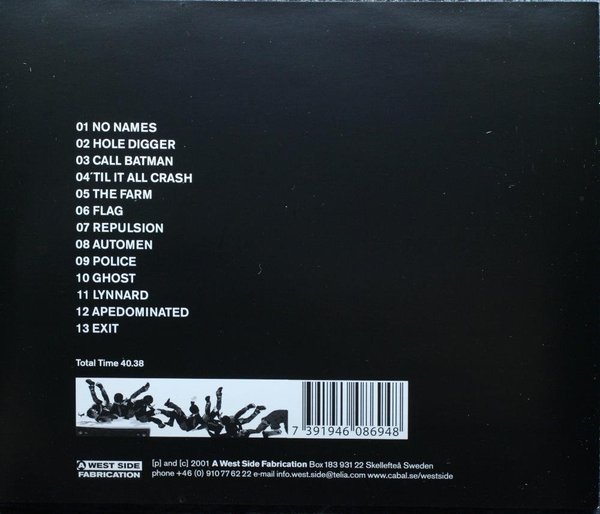 01 NO NAMES
02 HOLE DIGGER
03 CALL BATMAN
04 ´TIL IT ALL CRASH
05 THE FARM
06 FLAG
07 REPULSION
08 AUTOMEN
09 POLICE
10 GHOST
11 LYNNARD
12 APEDOMINATED
13 EXIT
Total Time 40.38
7 391946 086948
A WEST SIDE
FABRICATION
[p] and [c] 2001 A West Side Fabrication Box 183 931 22 Skellefteå Sweden
phone +46 (0) 910 77 62 22 e-mail info.west.side@telia.com www.cabal.se/westside